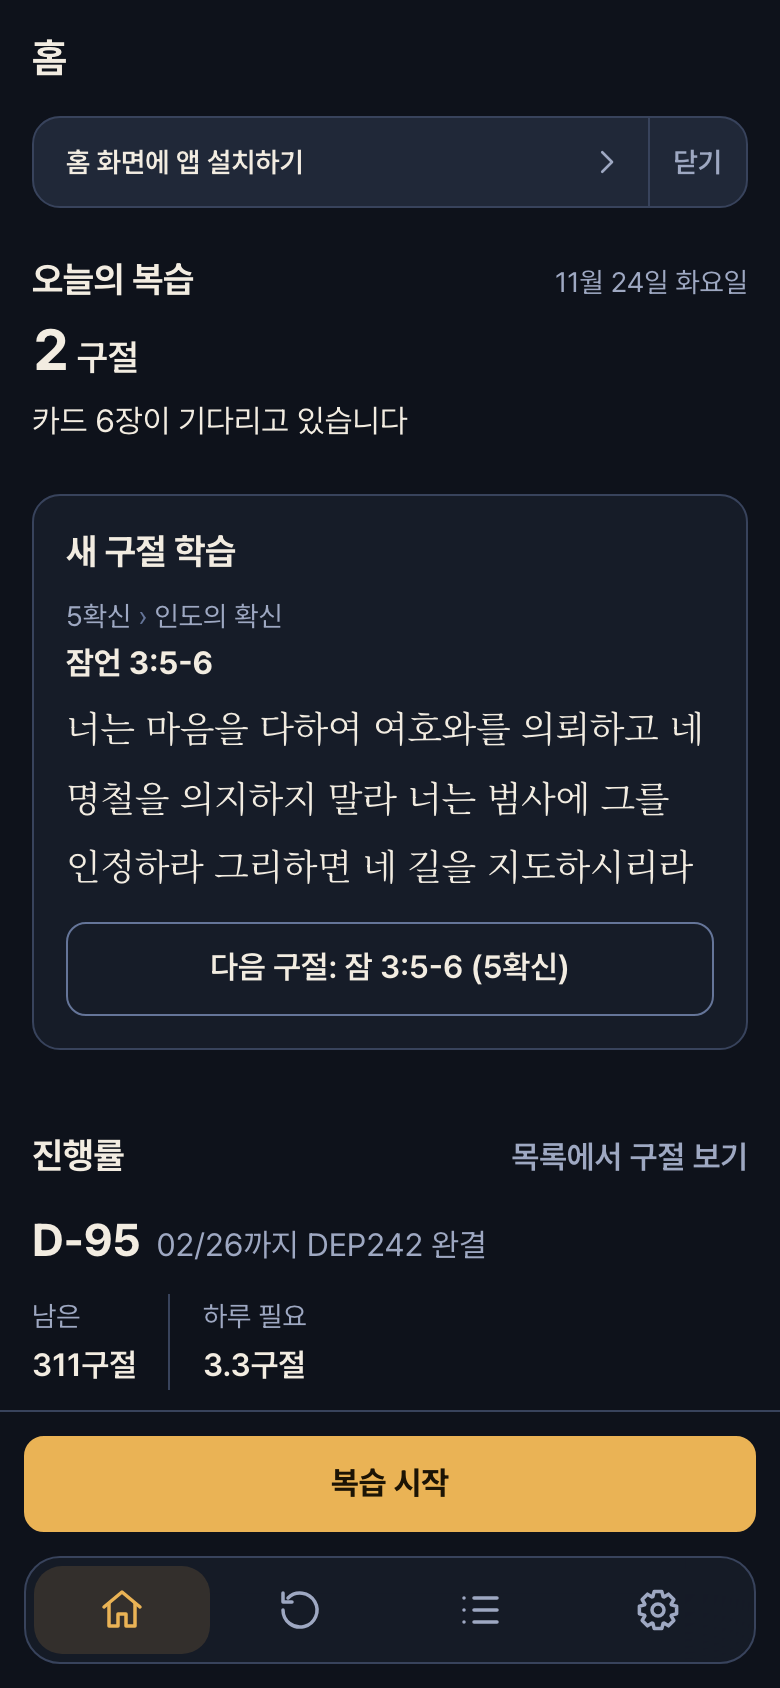 홈
홈 화면에 앱 설치하기
닫기
오늘의 복습
11월 24일 화요일
2 구절
카드 6장이 기다리고 있습니다
새 구절 학습
5확신 › 인도의 확신
잠언 3:5-6
너는 마음을 다하여 여호와를 의뢰하고 네
명철을 의지하지 말라 너는 범사에 그를
인정하라 그리하면 네 길을 지도하시리라
다음 구절: 잠 3:5-6 (5확신)
진행률
목록에서 구절 보기
D-95 02/26까지 DEP242 완결
남은
311구절
하루 필요
3.3구절
복습 시작